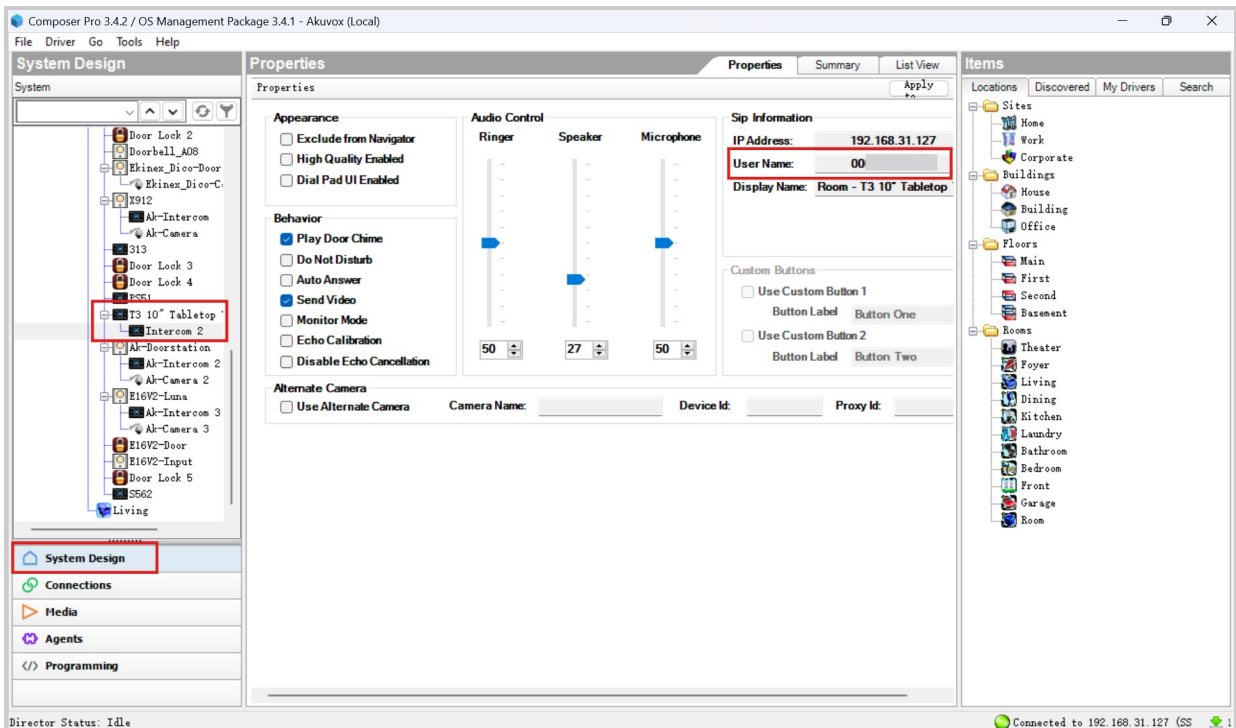 Composer Pro 3.4.2 / OS Management Package 3.4.1 - Akuvox (Local)
File Driver Go Tools Help
System Design
System
Door Lock 2
Doorbell_A08
Ekinex_Dico-Door
Ekinex_Dico-C
X912
Ak-Intercom
Ak-Camera
313
Door Lock 3
Door Lock 4
PS51
T3 10" Tabletop
Intercom 2
Ak-Doorstation
Ak-Intercom 2
Ak-Camera 2
E16V2-Luna
Ak-Intercom 3
Ak-Camera 3
E16V2-Door
E16V2-Input
Door Lock 5
S562
Living
System Design
Connections
Media
Agents
Programming
Properties
Properties Summary List View
Properties
Apply
Appearance
Exclude from Navigator
High Quality Enabled
Dial Pad UI Enabled
Behavior
Play Door Chime
Do Not Disturb
Auto Answer
Send Video
Monitor Mode
Echo Calibration
Disable Echo Cancellation
Audio Control
Ringer Speaker Microphone
50 27 50
Sip Information
IP Address: 192.168.31.127
User Name: 00
Display Name: Room - T3 10" Tabletop
Custom Buttons
Use Custom Button 1
Button Label Button One
Use Custom Button 2
Button Label Button Two
Alternate Camera
Use Alternate Camera Camera Name: Device Id: Proxy Id:
Items
Locations Discovered My Drivers Search
Sites
Home
Work
Corporate
Buildings
House
Building
Office
Floors
Main
First
Second
Basement
Rooms
Theater
Foyer
Living
Dining
Kitchen
Laundry
Bathroom
Bedroom
Front
Garage
Room
Director Status: Idle
Connected to 192.168.31.127 (SS 1